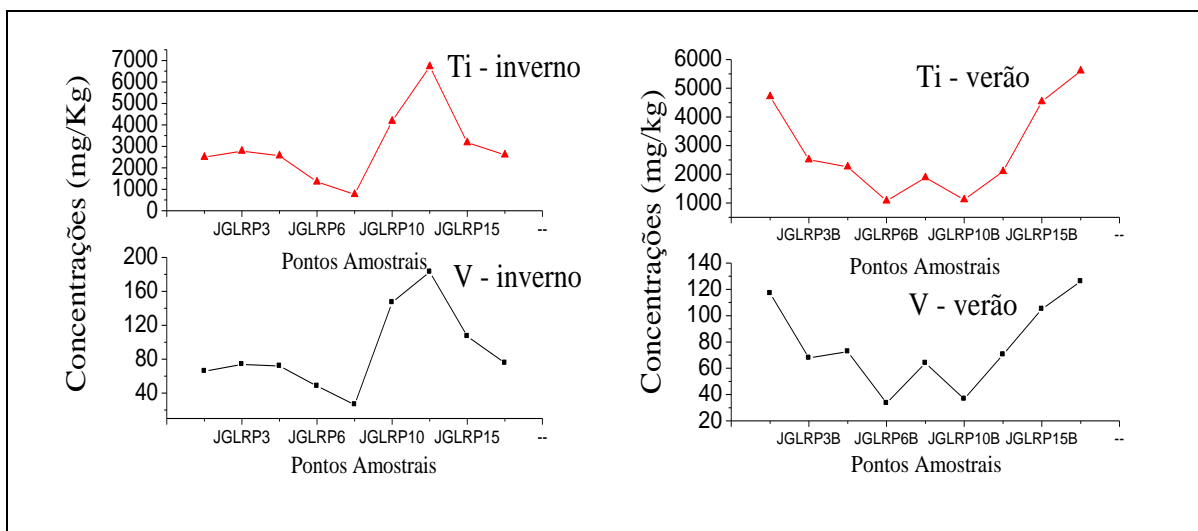 Concentrações (mg/Kg)
Ti - inverno
7000
6000
5000
4000
3000
2000
1000
0
JGLRP3 JGLRP6 JGLRP10 JGLRP15 --
Pontos Amostrais
V - inverno
200
160
120
80
40
JGLRP3 JGLRP6 JGLRP10 JGLRP15 --
Pontos Amostrais
Concentrações (mg/kg)
Ti - verão
6000
5000
4000
3000
2000
1000
JGLRP3B JGLRP6B JGLRP10B JGLRP15B --
Pontos Amostrais
V - verão
140
120
100
80
60
40
20
JGLRP3B JGLRP6B JGLRP10B JGLRP15B --
Pontos Amostrais